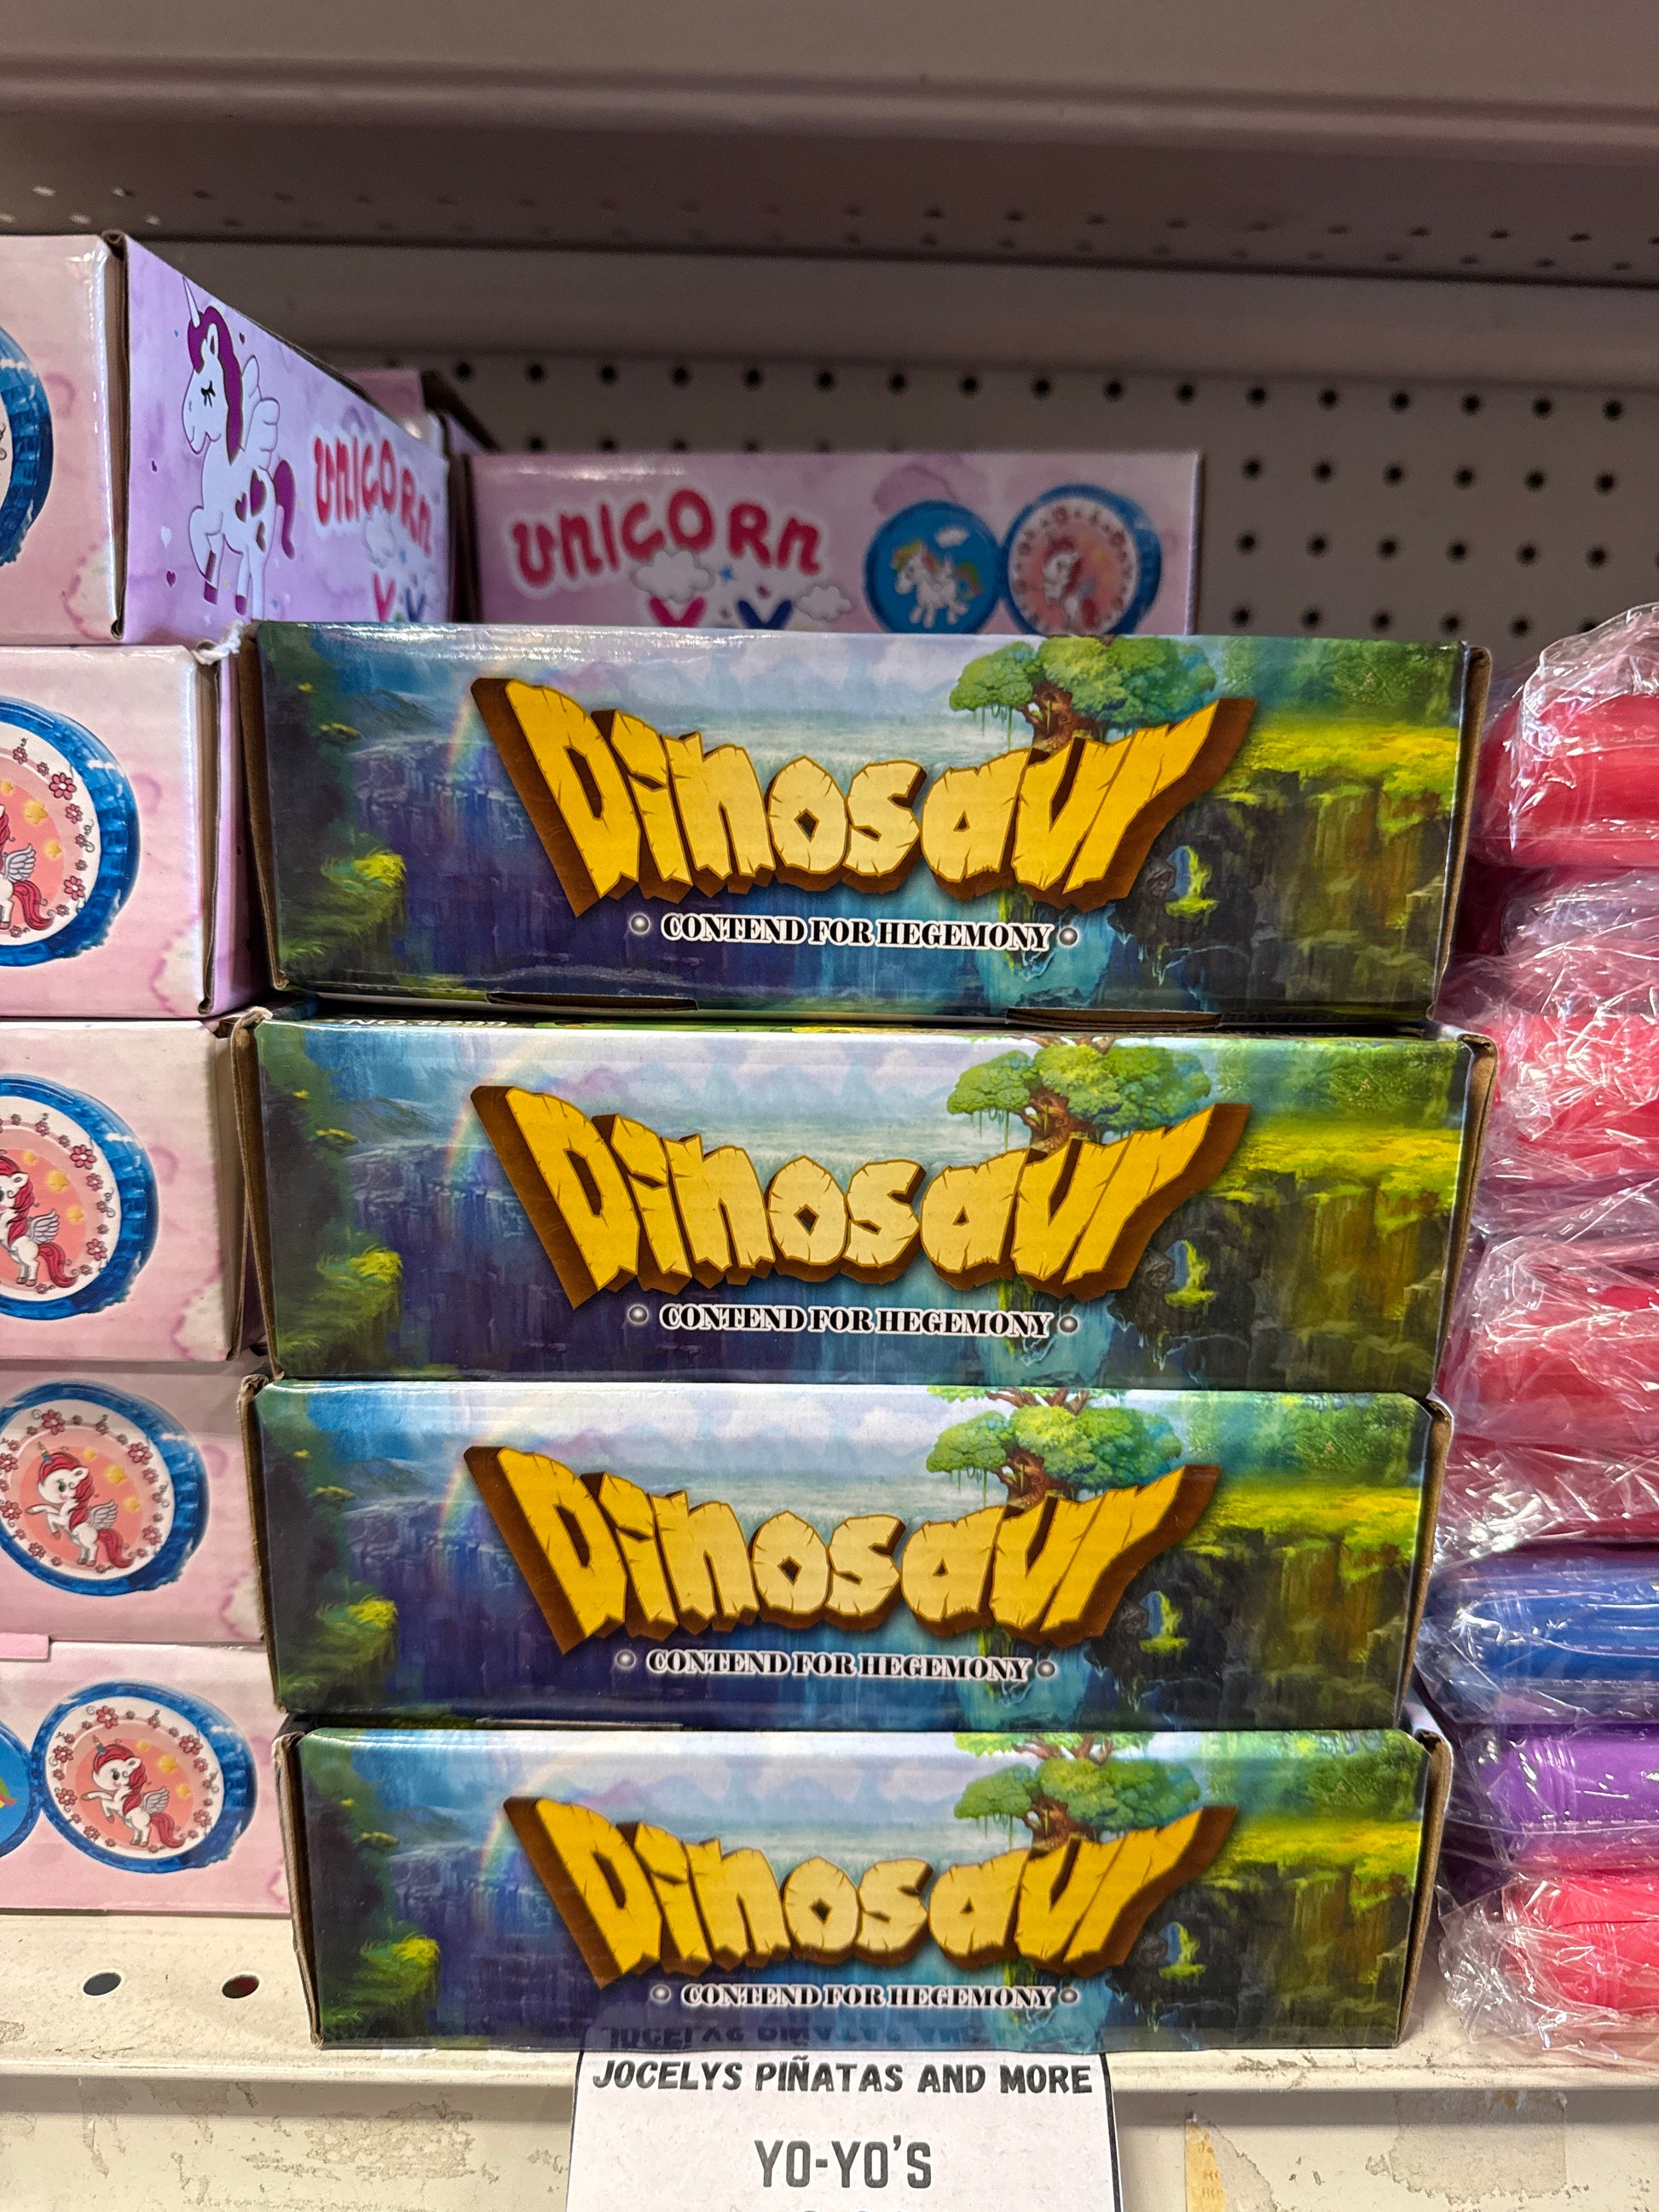 UNICORN
UNICORN
Dinosaur
CONTEND FOR HEGEMONY
Dinosaur
CONTEND FOR HEGEMONY
Dinosaur
CONTEND FOR HEGEMONY
Dinosaur
CONTEND FOR HEGEMONY
JOCELYS PIÑATAS AND MORE
YO-YO'S